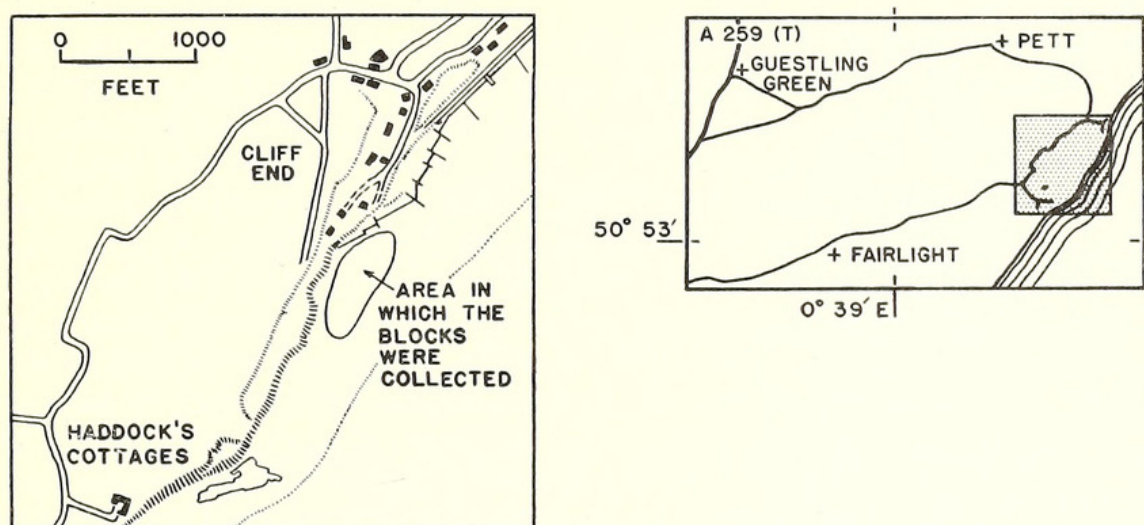 0 1000
FEET
CLIFF
END
AREA IN
WHICH THE
BLOCKS
WERE
COLLECTED
HADDOCK'S
COTTAGES
A 259 (T)
PETT
GUESTLING
GREEN
50° 53′
FAIRLIGHT
0° 39′ E